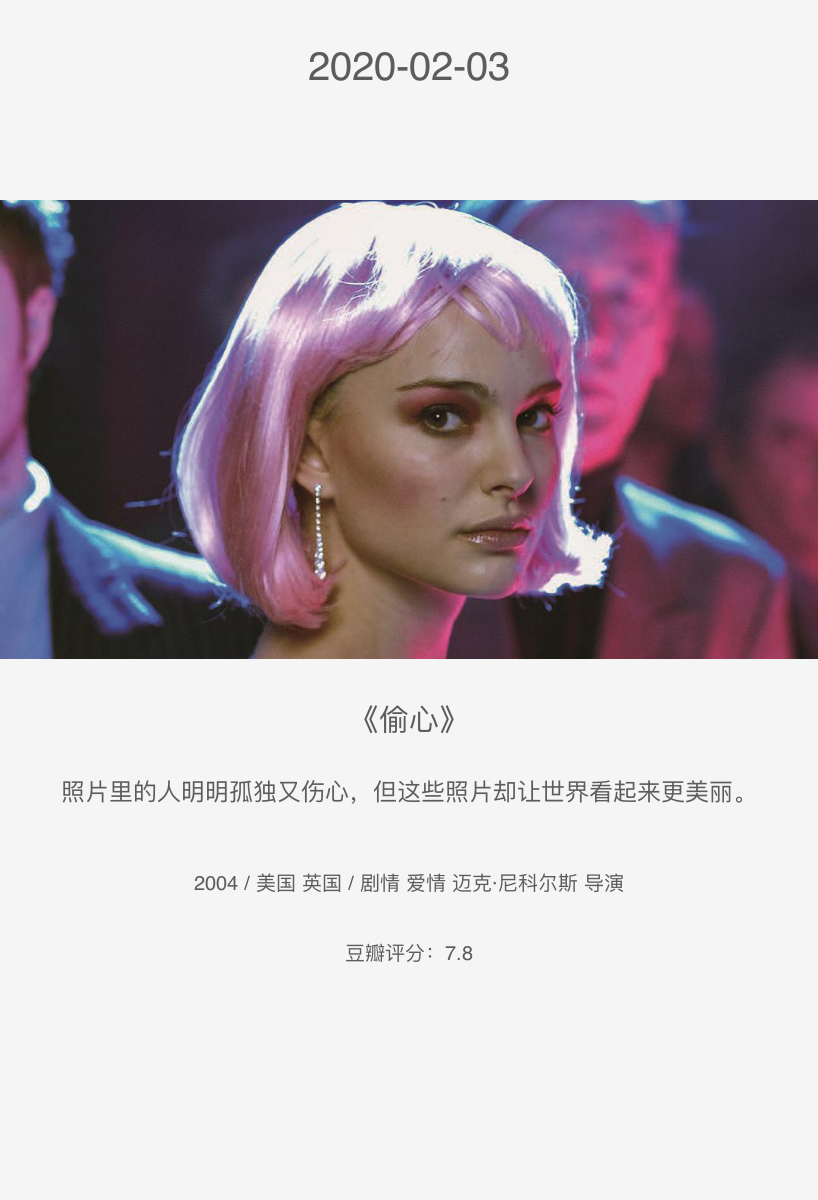 2020-02-03
《偷心》
照片里的人明明孤独又伤心，但这些照片却让世界看起来更美丽。
2004 / 美国 英国 / 剧情 爱情 迈克·尼科尔斯 导演
豆瓣评分：7.8